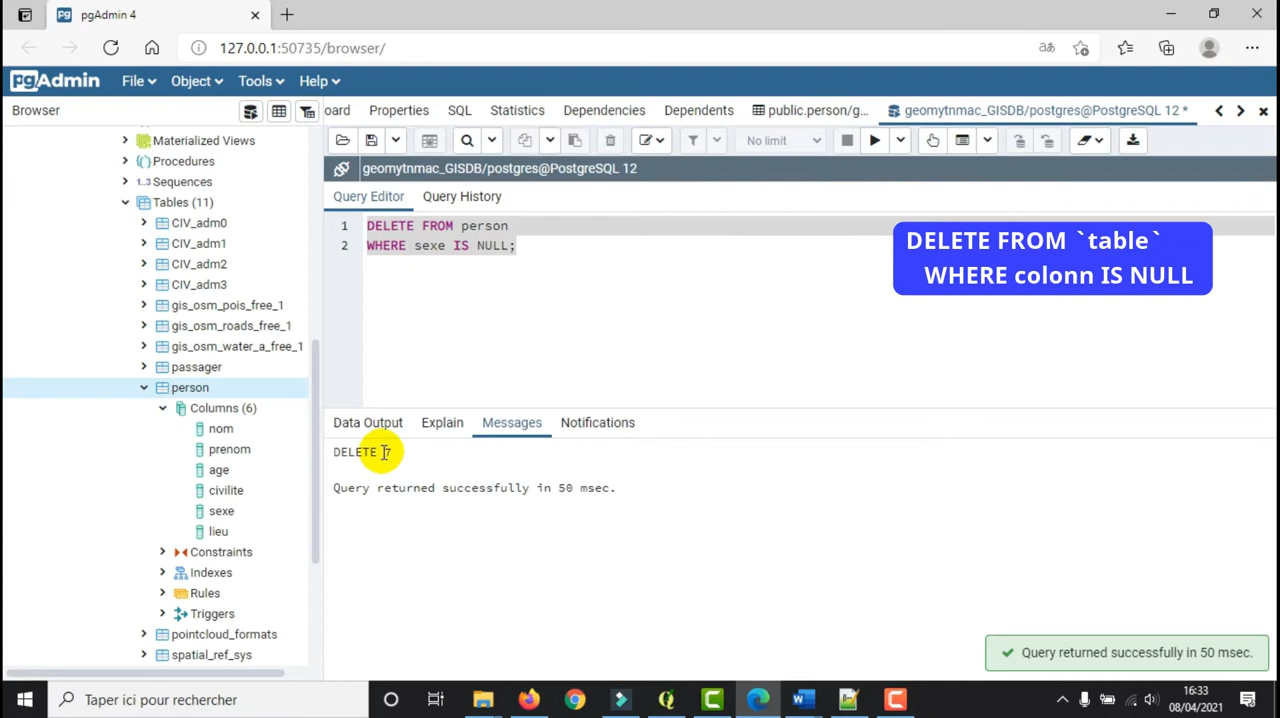 pgAdmin 4
127.0.0.1:50735/browser/
pgAdmin File Object Tools Help
Browser
oard Properties SQL Statistics Dependencies Dependents public.person/g... geomytnmac_GISDB/postgres@PostgreSQL 12 *
No limit
geomytnmac_GISDB/postgres@PostgreSQL 12
Query Editor Query History
1 DELETE FROM person
2 WHERE sexe IS NULL;
DELETE FROM `table`
WHERE colonn IS NULL
Materialized Views
Procedures
1..3 Sequences
Tables (11)
CIV_adm0
CIV_adm1
CIV_adm2
CIV_adm3
gis_osm_pois_free_1
gis_osm_roads_free_1
gis_osm_water_a_free_1
passager
person
Columns (6)
nom
prenom
age
civilite
sexe
lieu
Constraints
Indexes
Rules
Triggers
pointcloud_formats
spatial_ref_sys
Data Output Explain Messages Notifications
DELETE 7
Query returned successfully in 50 msec.
Query returned successfully in 50 msec.
Taper ici pour rechercher
16:33
08/04/2021